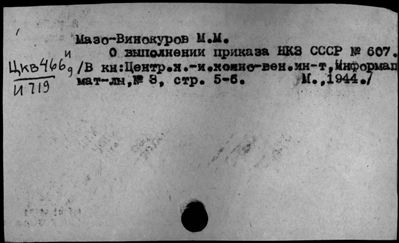 Мазо-Винокуров М.М.
О выполнении приказа НКЗ СССР № 607.
/В кн:Центр.н.-и.кожно-вен.ин-т,Информац
мат-лы,№ 3, стр. 5-6. М.,1944./
Цкв466
И 719